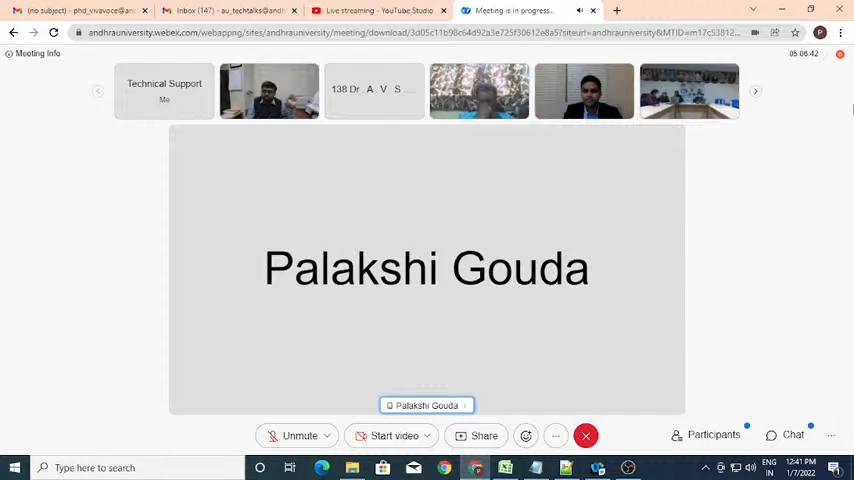 (no subject) - phd_vivavoce@an
Inbox (147) - au_techtalks@andh
Live streaming - YouTube Studio
Meeting is in progress...
andhrauniversity.webex.com/webappng/sites/andhrauniversity/meeting/download/3d05c11b98c64d92a3e725f30612e8a5?siteurl=andhrauniversity&MTID=m17c53812...
P
Meeting Info
05:06:42
Technical Support
Me
138 Dr . A . V S ...
Palakshi Gouda
Palakshi Gouda
Unmute
Start video
Share
Participants
Chat
Type here to search
ENG
IN
12:41 PM
1/7/2022